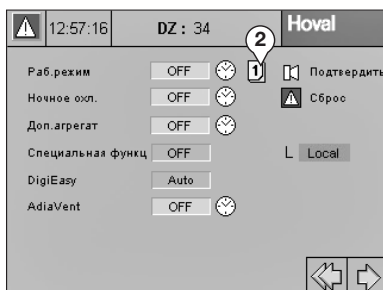 12:57:16 DZ : 34 Hoval
2
Раб.режим OFF 1 Подтвердить
Ночное охл. OFF Сброс
Доп.агрегат OFF
Специальная функц OFF L Local
DigiEasy Auto
AdiaVent OFF